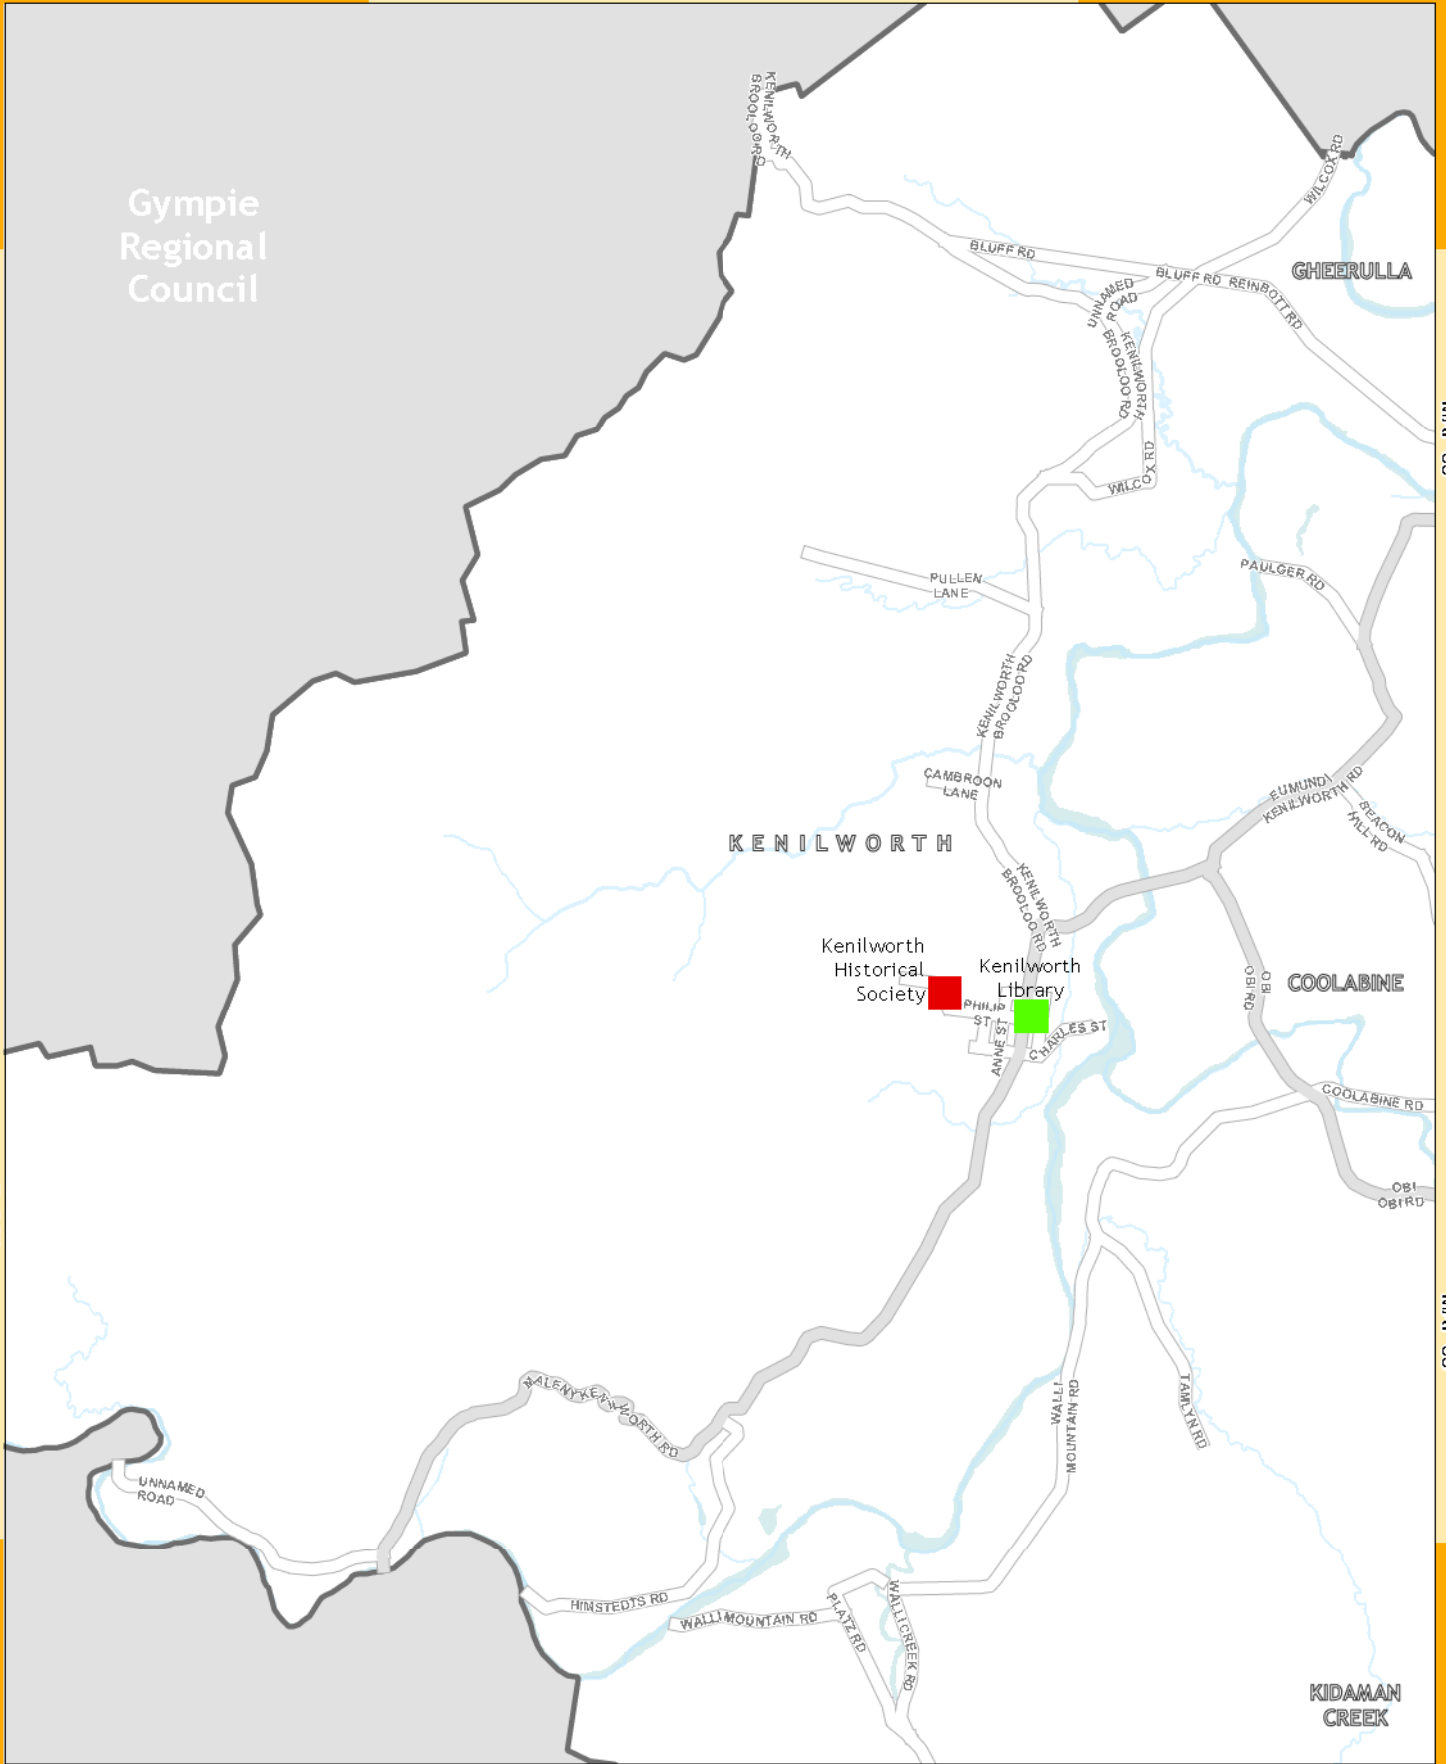 KENILWORTH
BROOLOO RD
Gympie
Regional
Council
WILCOX RD
BLUFF RD
GHEERULLA
BLUFF RD
REINBOTT RD
UNNAMED
ROAD
KENILWORTH
BROOLOO RD
WILCOX RD
PULLEN
LANE
PAULGER RD
KENILWORTH
BROOLOO RD
CAMBROON
LANE
EUMUNDI
KENILWORTH RD
BEACON
MILL RD
KENILWORTH
KENILWORTH
BROOLOO RD
Kenilworth
Historical
Society
Kenilworth
Library
OBI
OBI RD
COOLABINE
PHILIP
ST
ANNE ST
CHARLES ST
COOLABINE RD
OBI
OBI RD
MALENY KENILWORTH RD
WALLI
MOUNTAIN RD
TAMLYN RD
UNNAMED
ROAD
HIMSTEDTS RD
WALLI MOUNTAIN RD
PLATZ RD
WALLI CREEK RD
KIDAMAN
CREEK